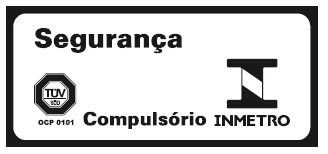 Segurança
TÜV
SÜD
OCP 0101
Compulsório
INMETRO